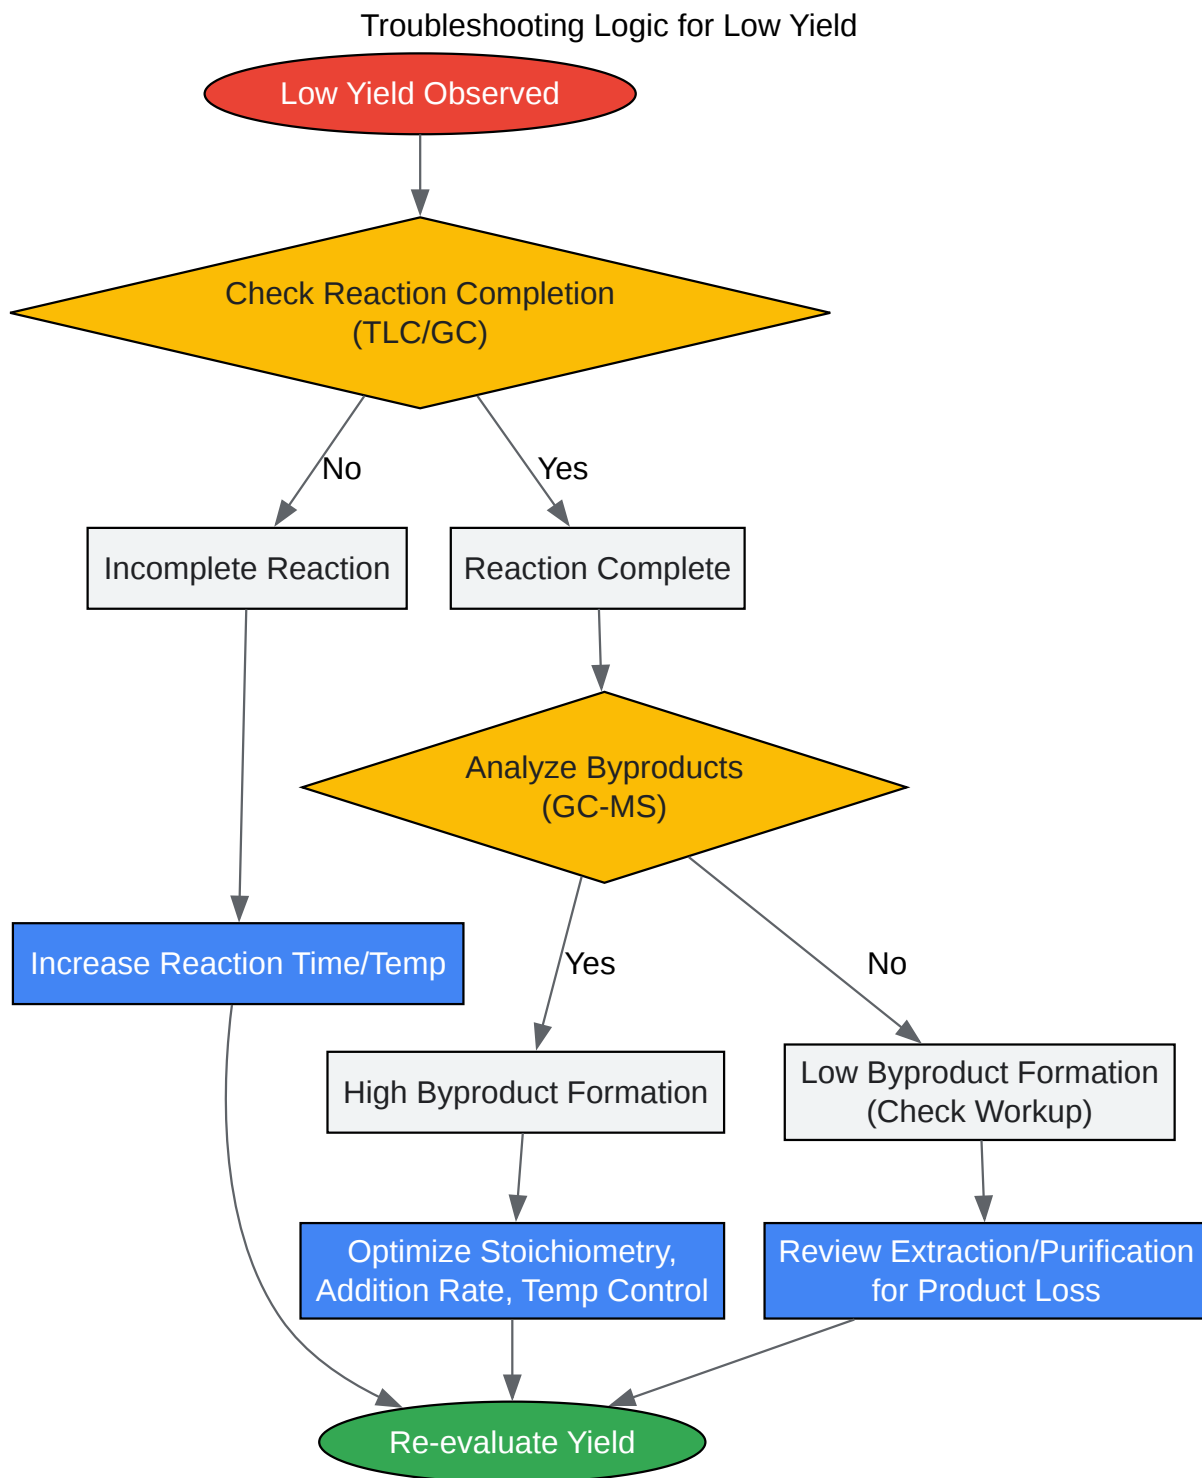 Troubleshooting Logic for Low Yield
Low Yield Observed
Check Reaction Completion
(TLC/GC)
No
Yes
Incomplete Reaction
Reaction Complete
Analyze Byproducts
(GC-MS)
Increase Reaction Time/Temp
Yes
No
High Byproduct Formation
Low Byproduct Formation
(Check Workup)
Optimize Stoichiometry,
Addition Rate, Temp Control
Review Extraction/Purification
for Product Loss
Re-evaluate Yield